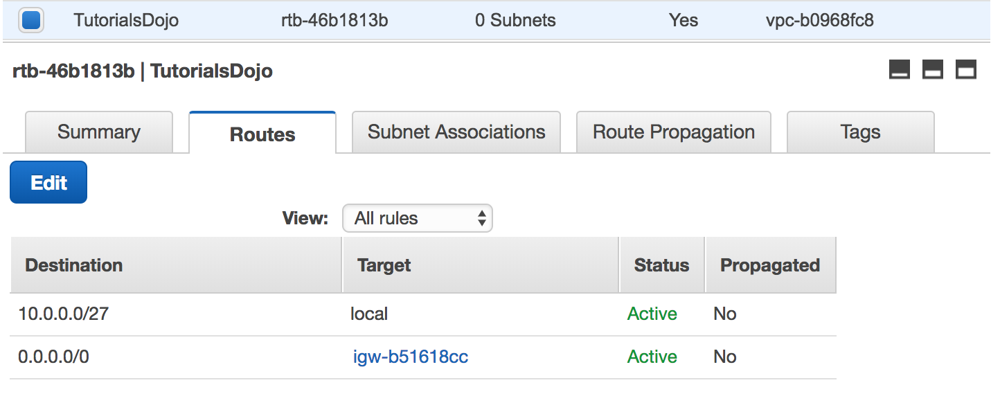 TutorialsDojo rtb-46b1813b 0 Subnets Yes vpc-b0968fc8
rtb-46b1813b | TutorialsDojo
Summary Routes Subnet Associations Route Propagation Tags
Edit
View: All rules
Destination Target Status Propagated
10.0.0.0/27 local Active No
0.0.0.0/0 igw-b51618cc Active No